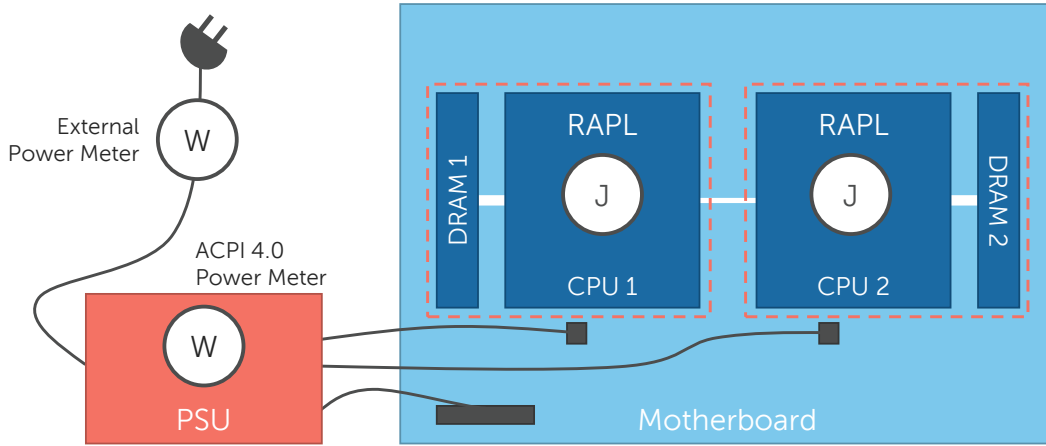 External
Power Meter
W
ACPI 4.0
Power Meter
W
PSU
DRAM 1
RAPL
J
CPU 1
RAPL
J
CPU 2
DRAM 2
Motherboard